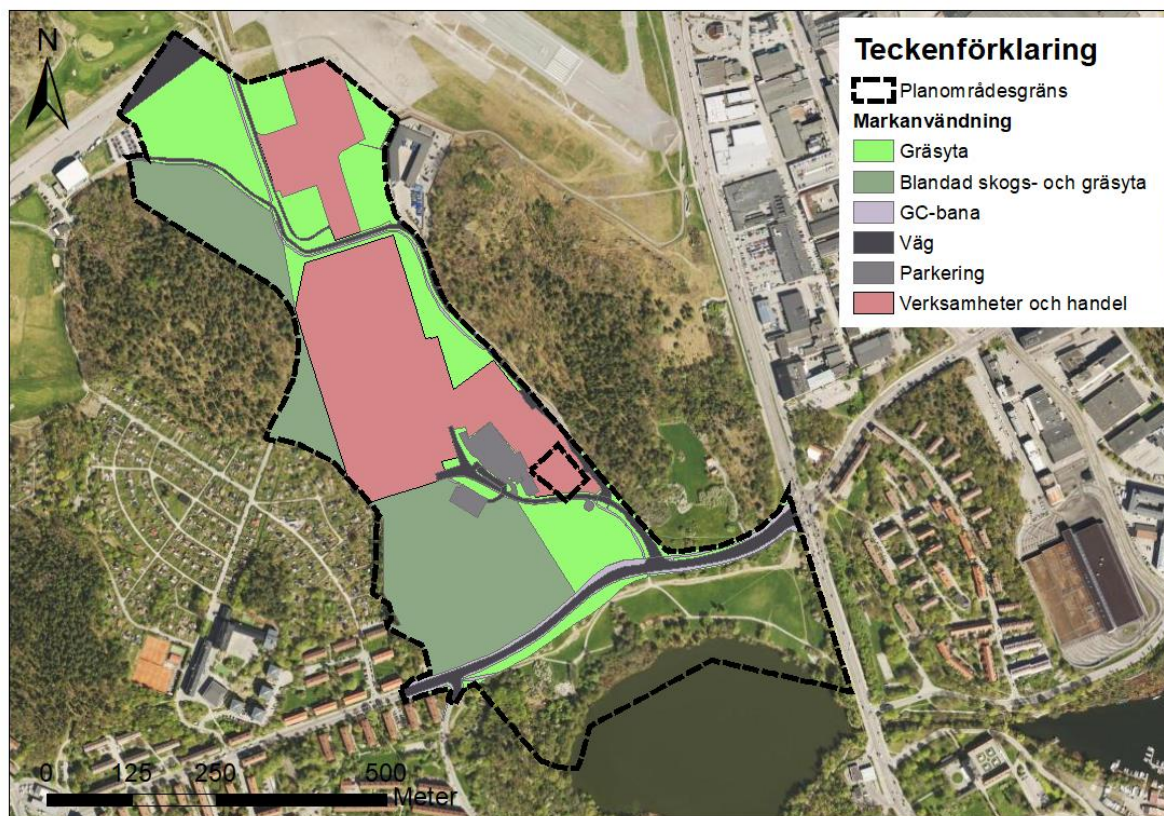 N
Teckenförklaring
Planområdesgräns
Markanvändning
Gräsyta
Blandad skogs- och gräsyta
GC-bana
Väg
Parkering
Verksamheter och handel
0 125 250 500
Meter